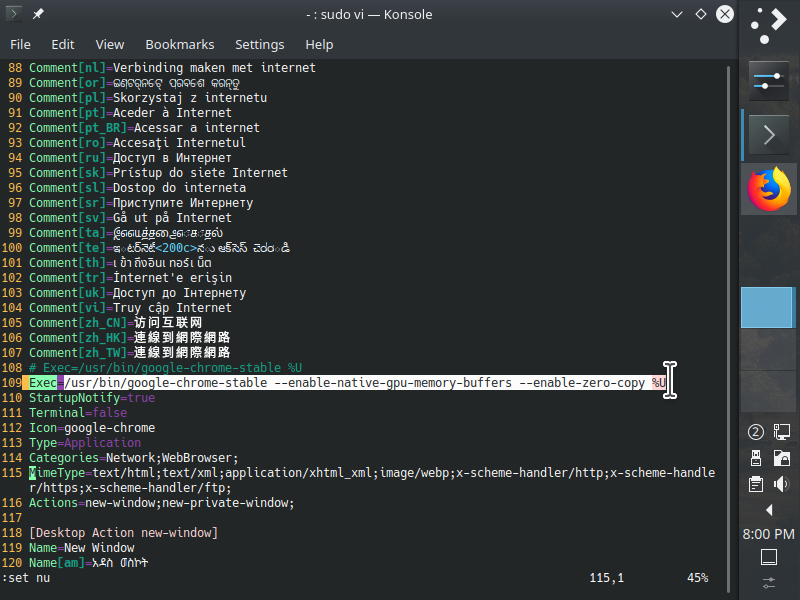 - : sudo vi — Konsole
File Edit View Bookmarks Settings Help
88 Comment[nl]=Verbinding maken met internet
89 Comment[or]=
90 Comment[pl]=Skorzystaj z internetu
91 Comment[pt]=Aceder à Internet
92 Comment[pt_BR]=Acessar a internet
93 Comment[ro]=Accesaţi Internetul
94 Comment[ru]=Доступ в Интернет
95 Comment[sk]=Prístup do siete Internet
96 Comment[sl]=Dostop do interneta
97 Comment[sr]=Приступите Интернету
98 Comment[sv]=Gå ut på Internet
99 Comment[ta]=
100 Comment[te]=
101 Comment[th]=เข้าถึงอินเทอร์เน็ต
102 Comment[tr]=İnternet'e erişin
103 Comment[uk]=Доступ до Інтернету
104 Comment[vi]=Truy cập Internet
105 Comment[zh_CN]=访问互联网
106 Comment[zh_HK]=連線到網際網路
107 Comment[zh_TW]=連線到網際網路
108 # Exec=/usr/bin/google-chrome-stable %U
109 Exec=/usr/bin/google-chrome-stable --enable-native-gpu-memory-buffers --enable-zero-copy %U
110 StartupNotify=true
111 Terminal=false
112 Icon=google-chrome
113 Type=Application
114 Categories=Network;WebBrowser;
115 MimeType=text/html;text/xml;application/xhtml_xml;image/webp;x-scheme-handler/http;x-scheme-handle
r/https;x-scheme-handler/ftp;
116 Actions=new-window;new-private-window;
117
118 [Desktop Action new-window]
119 Name=New Window
120 Name[am]=አዲስ መስኮት
:set nu 115,1 45%
2
8:00 PM